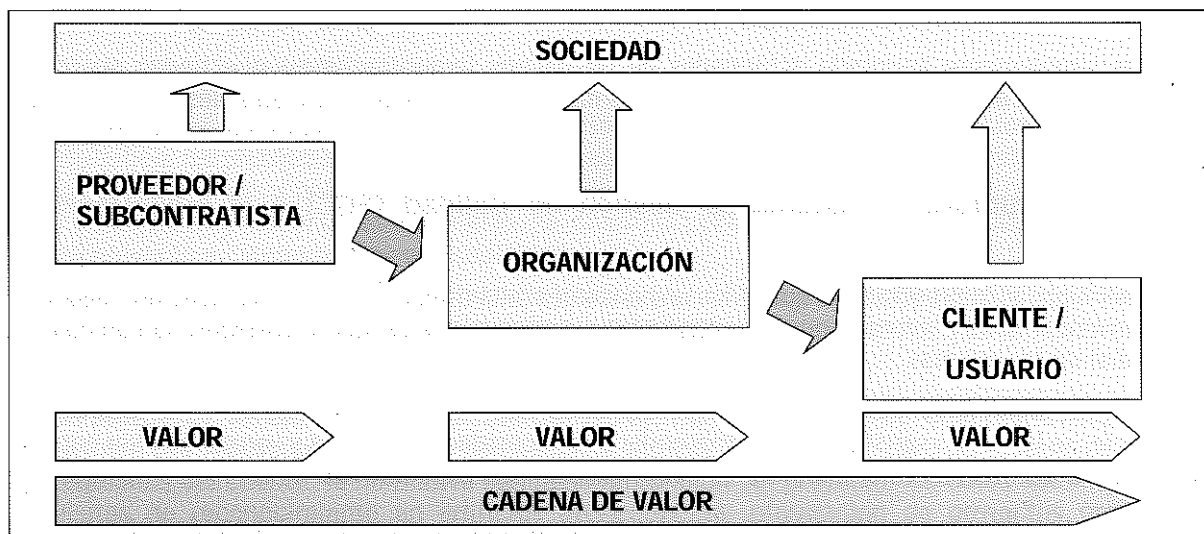 SOCIEDAD
PROVEEDOR /
SUBCONTRATISTA
ORGANIZACIÓN
CLIENTE /
USUARIO
VALOR
VALOR
VALOR
CADENA DE VALOR